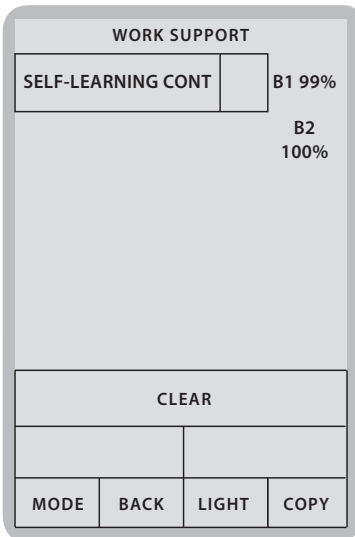 WORK SUPPORT
SELF-LEARNING CONT B1 99%
B2
100%
CLEAR
MODE BACK LIGHT COPY